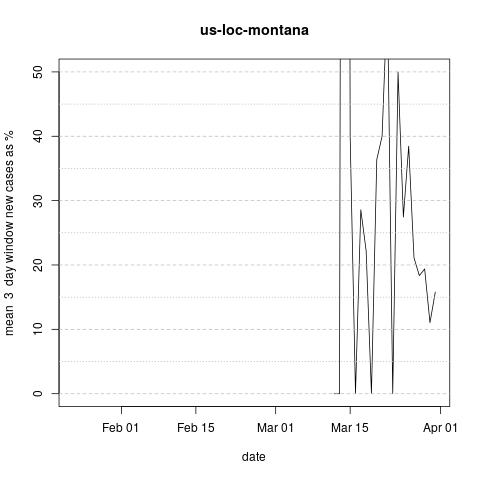 us-loc-montana
mean  3  day window new cases as %
50
40
30
20
10
0
Feb 01
Feb 15
Mar 01
Mar 15
Apr 01
date